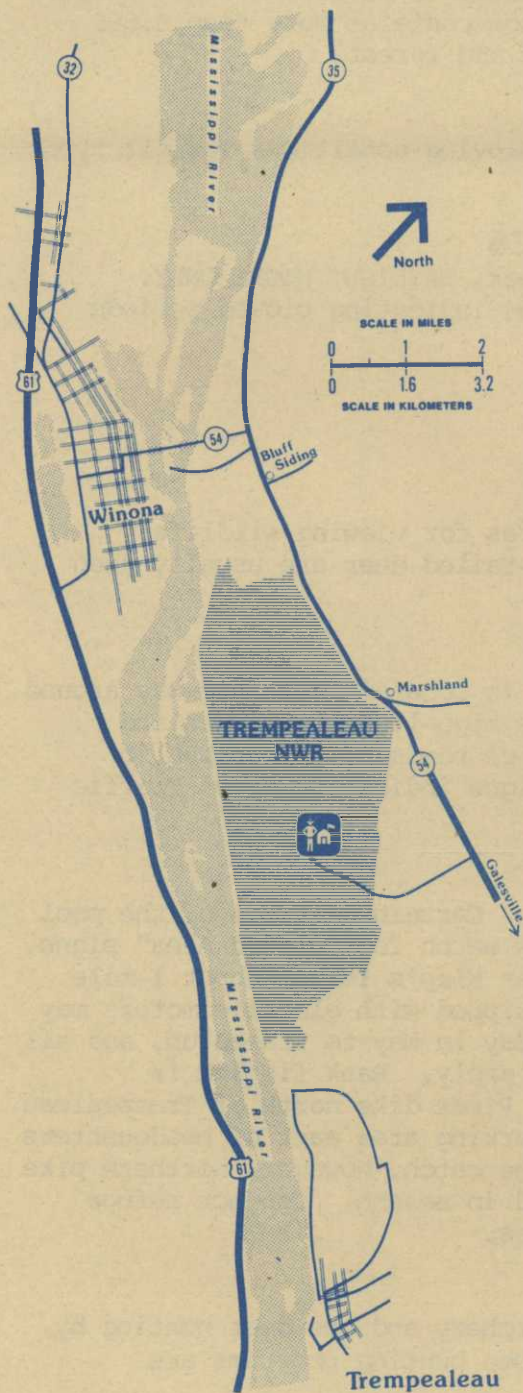 32
35
Mississippi River
North
SCALE IN MILES
0 1 2
0 1.6 3.2
SCALE IN KILOMETERS
61
54
Bluff
Siding
Winona
Marshland
TREMPEALEAU
NWR
54
Galesville
Mississippi River
61
Trempealeau